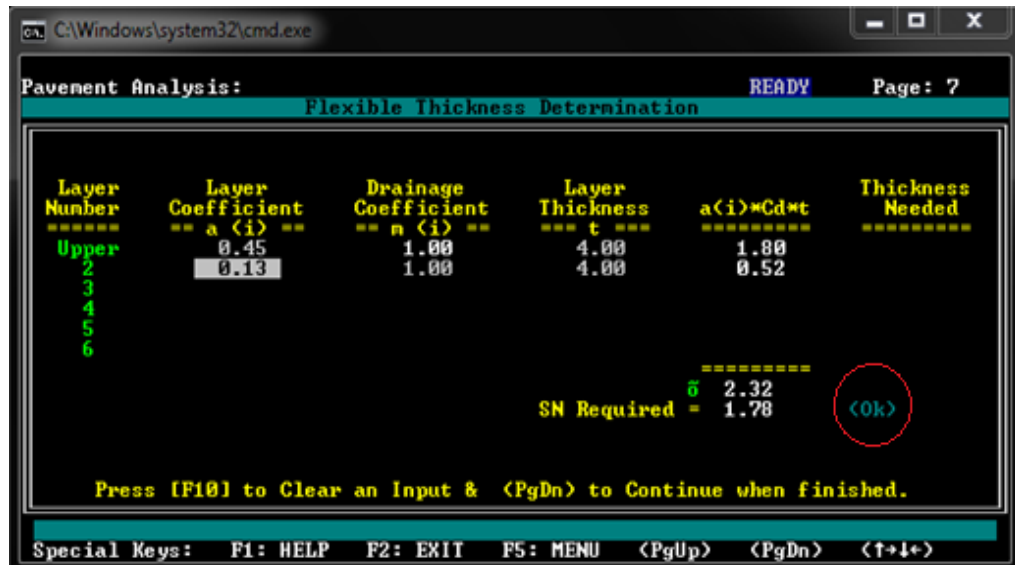 C:\Windows\system32\cmd.exe
Pavement Analysis: READY Page: 7
Flexible Thickness Determination
Layer Layer Drainage Layer Thickness
Number Coefficient Coefficient Thickness a(i)*Cd*t Needed
====== == a (i) == == m (i) == === t === ========= =========
Upper 0.45 1.00 4.00 1.80
2 0.13 1.00 4.00 0.52
3
4
5
6
=========
õ 2.32
SN Required = 1.78 <Ok>
Press [F10] to Clear an Input & <PgDn> to Continue when finished.
Special Keys: F1: HELP F2: EXIT F5: MENU <PgUp> <PgDn> <↑→↓←>